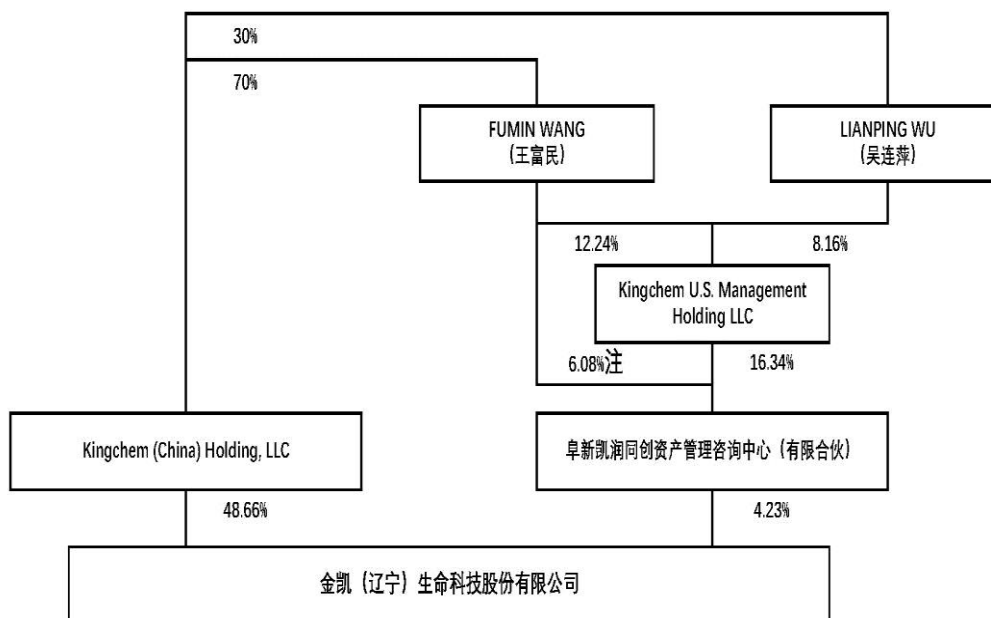 30%
70%
FUMIN WANG
（王富民）
LIANPING WU
（吴连萍）
12.24%
8.16%
Kingchem U.S. Management
Holding LLC
6.08%注
16.34%
Kingchem (China) Holding, LLC
阜新凯润同创资产管理咨询中心（有限合伙）
48.66%
4.23%
金凯（辽宁）生命科技股份有限公司